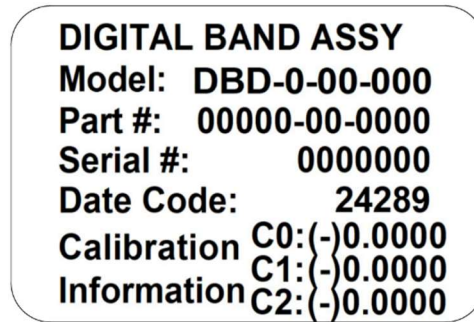 DIGITAL BAND ASSY
Model: DBD-0-00-000
Part #: 00000-00-0000
Serial #: 0000000
Date Code: 24289
Calibration C0:(-)0.0000
C1:(-)0.0000
Information C2:(-)0.0000